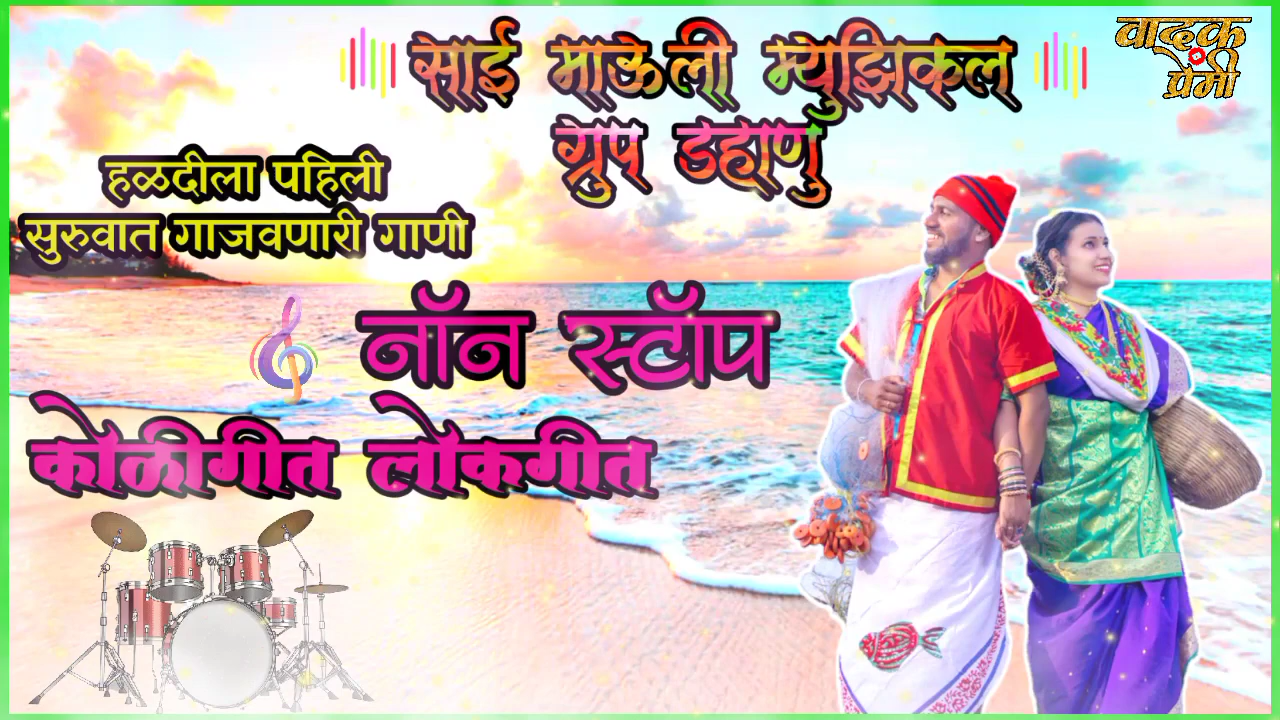 साई माऊली म्युझिकल
ग्रुप डहाणु
वादक
प्रेमी
हळदीला पहिली
सुरुवात गाजवणारी गाणी
नॉन स्टॉप
कोळीगीत लोकगीत